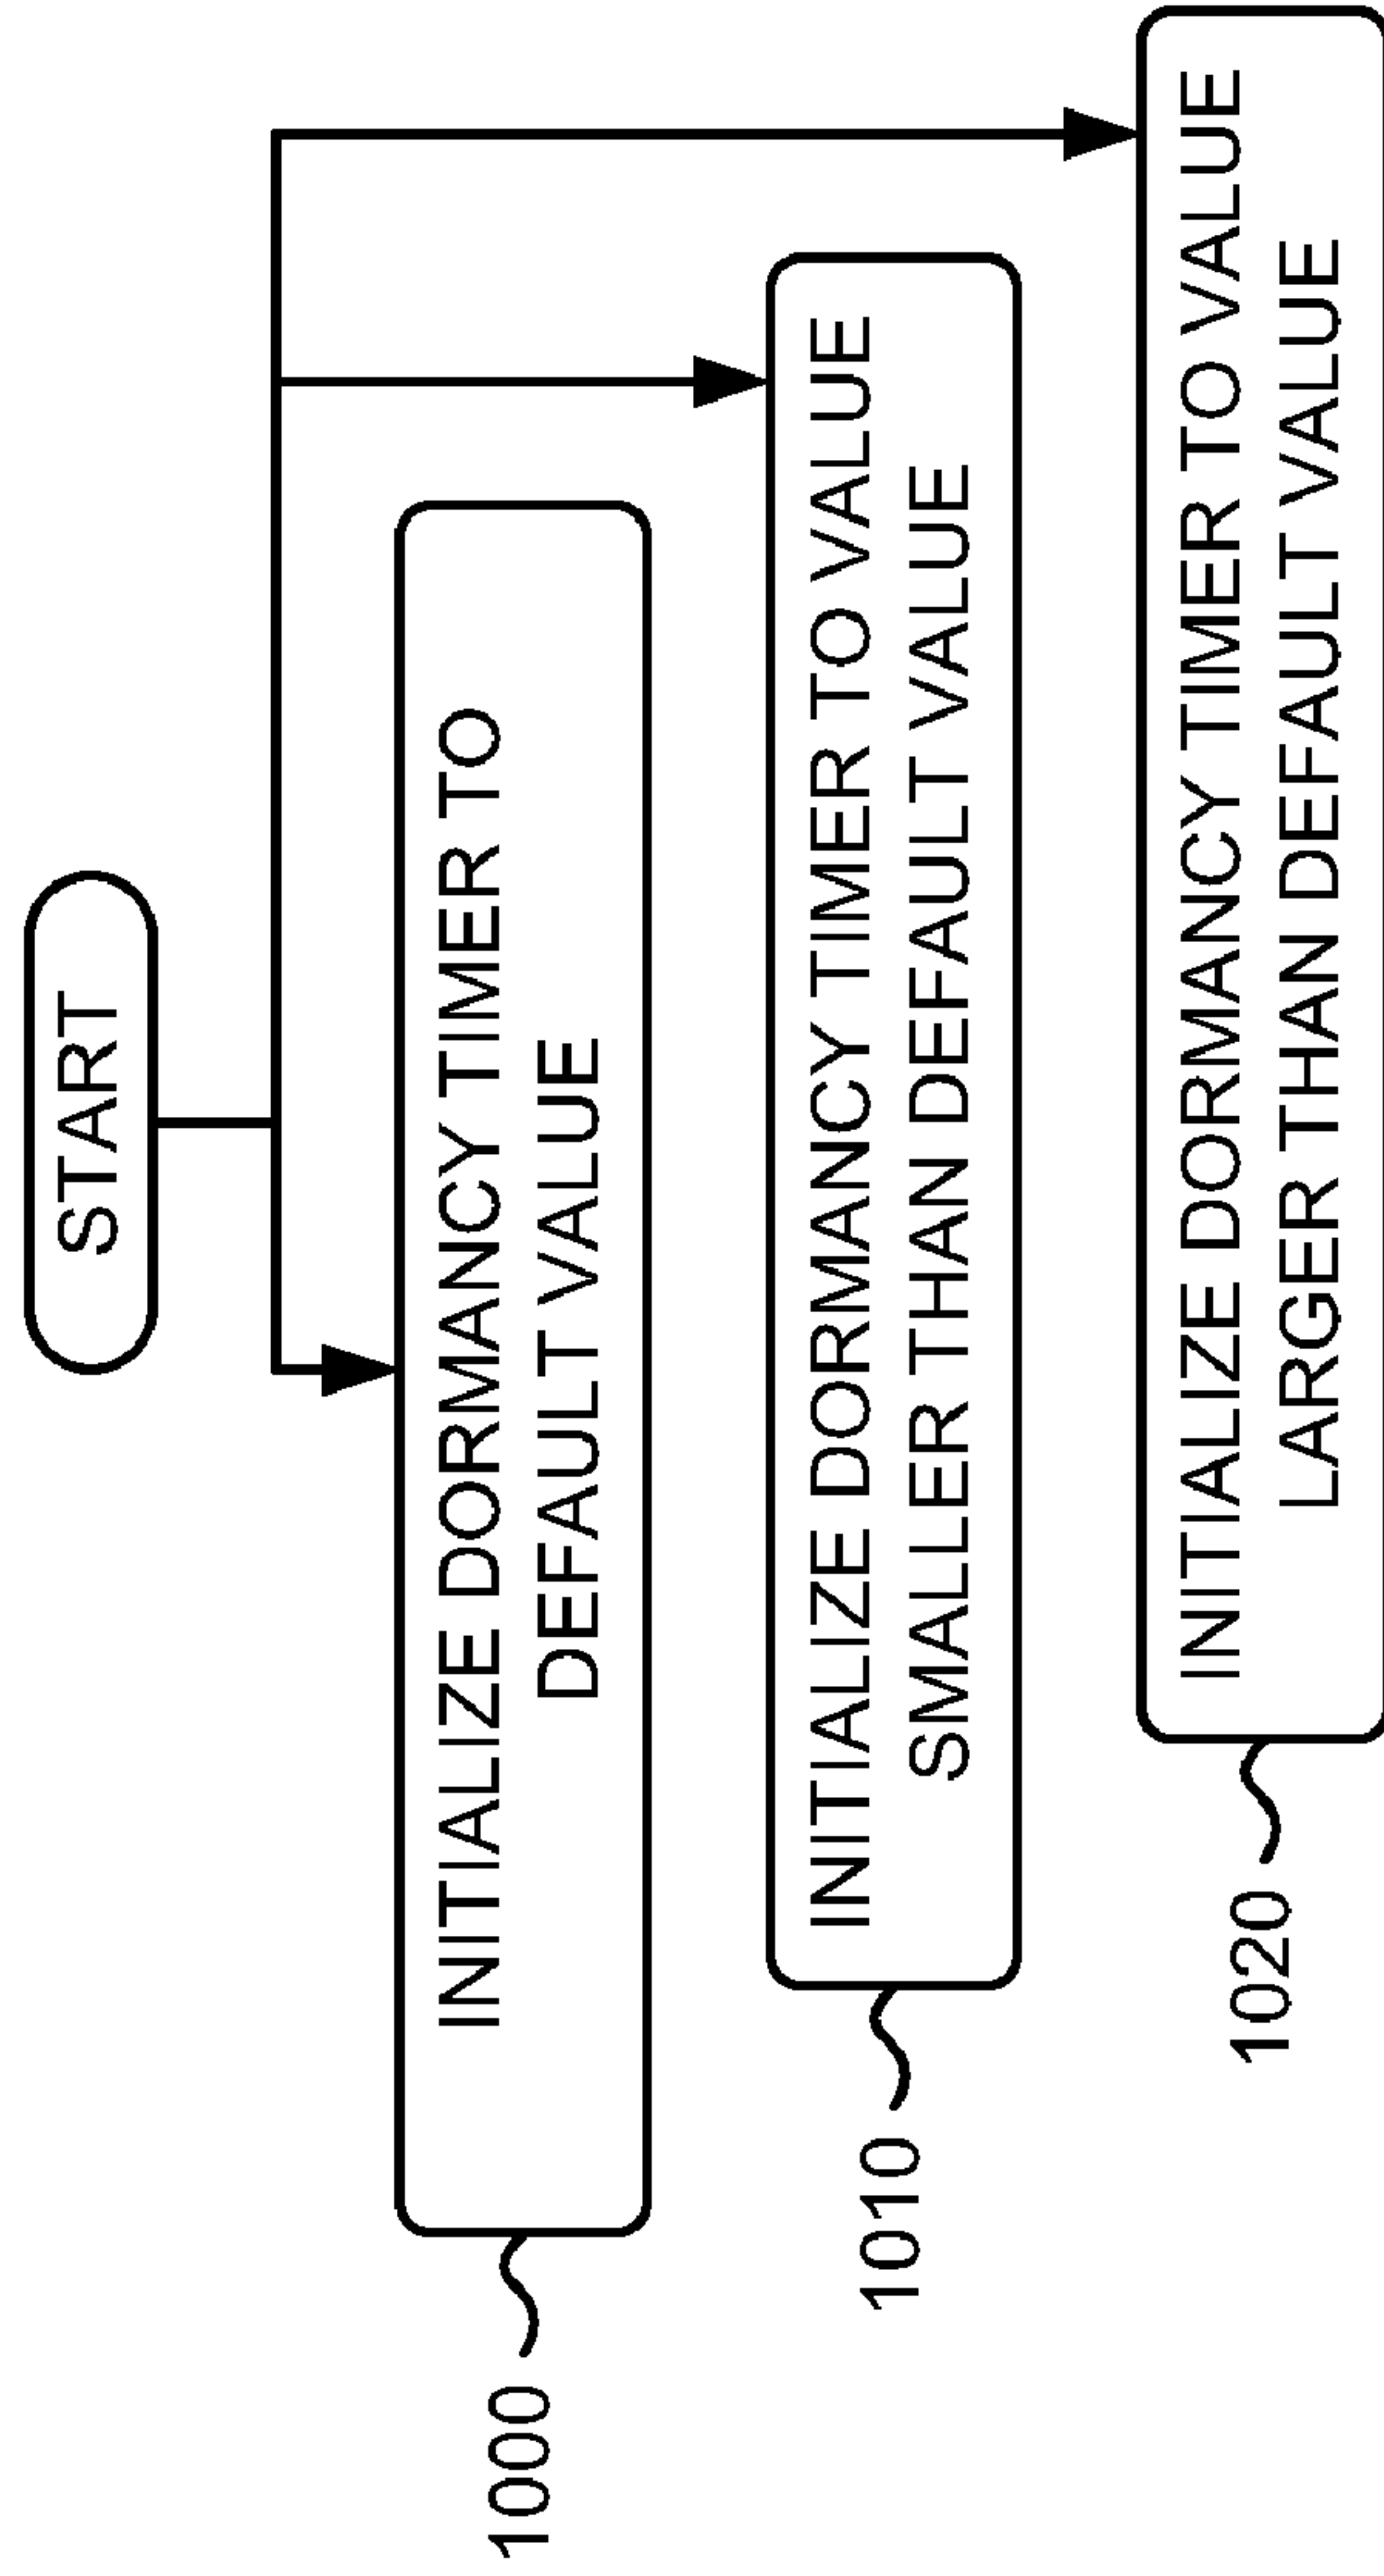 START
INITIALIZE DORMANCY TIMER TO
DEFAULT VALUE
1000
INITIALIZE DORMANCY TIMER TO VALUE
SMALLER THAN DEFAULT VALUE
1010
INITIALIZE DORMANCY TIMER TO VALUE
LARGER THAN DEFAULT VALUE
1020